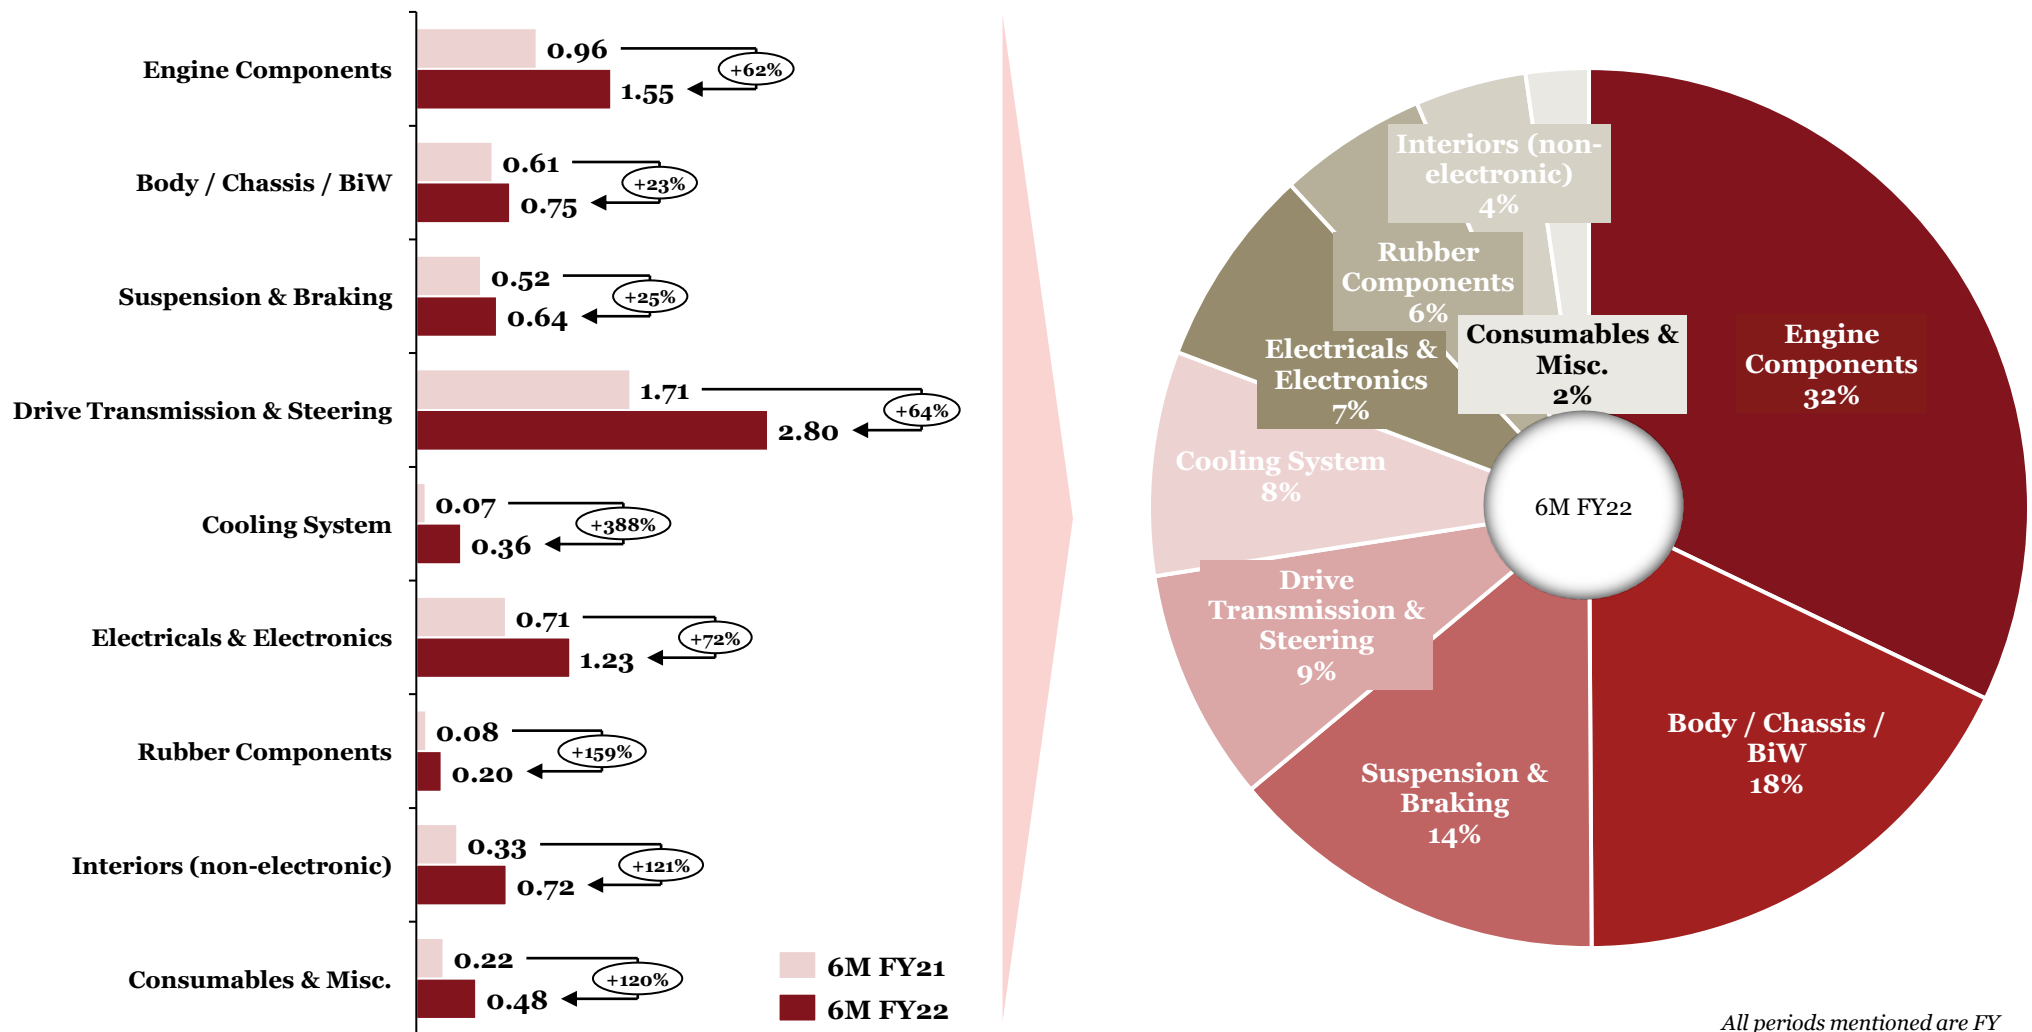 Engine Components
0.96
1.55
+62%
Body / Chassis / BiW
0.61
0.75
+23%
Suspension & Braking
0.52
0.64
+25%
Drive Transmission & Steering
1.71
2.80
+64%
Cooling System
0.07
0.36
+388%
Electricals & Electronics
0.71
1.23
+72%
Rubber Components
0.08
0.20
+159%
Interiors (non-electronic)
0.33
0.72
+121%
Consumables & Misc.
0.22
0.48
+120%
6M FY21
6M FY22
Interiors (non-
electronic)
4%
Rubber
Components
6%
Consumables &
Misc.
2%
Electricals &
Electronics
7%
Engine
Components
32%
Cooling System
8%
6M FY22
Drive
Transmission &
Steering
9%
Body / Chassis /
BiW
18%
Suspension &
Braking
14%
All periods mentioned are FY